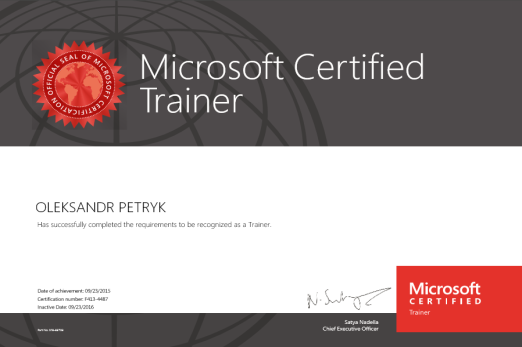 OFFICIAL SEAL OF MICROSOFT CERTIFICATION
Microsoft Certified
Trainer
OLEKSANDR PETRYK
Has successfully completed the requirements to be recognized as a Trainer.
Date of achievement: 09/23/2015
Certification number: F413-4487
Inactive Date: 09/23/2016
Satya Nadella
Chief Executive Officer
Microsoft
CERTIFIED
Trainer